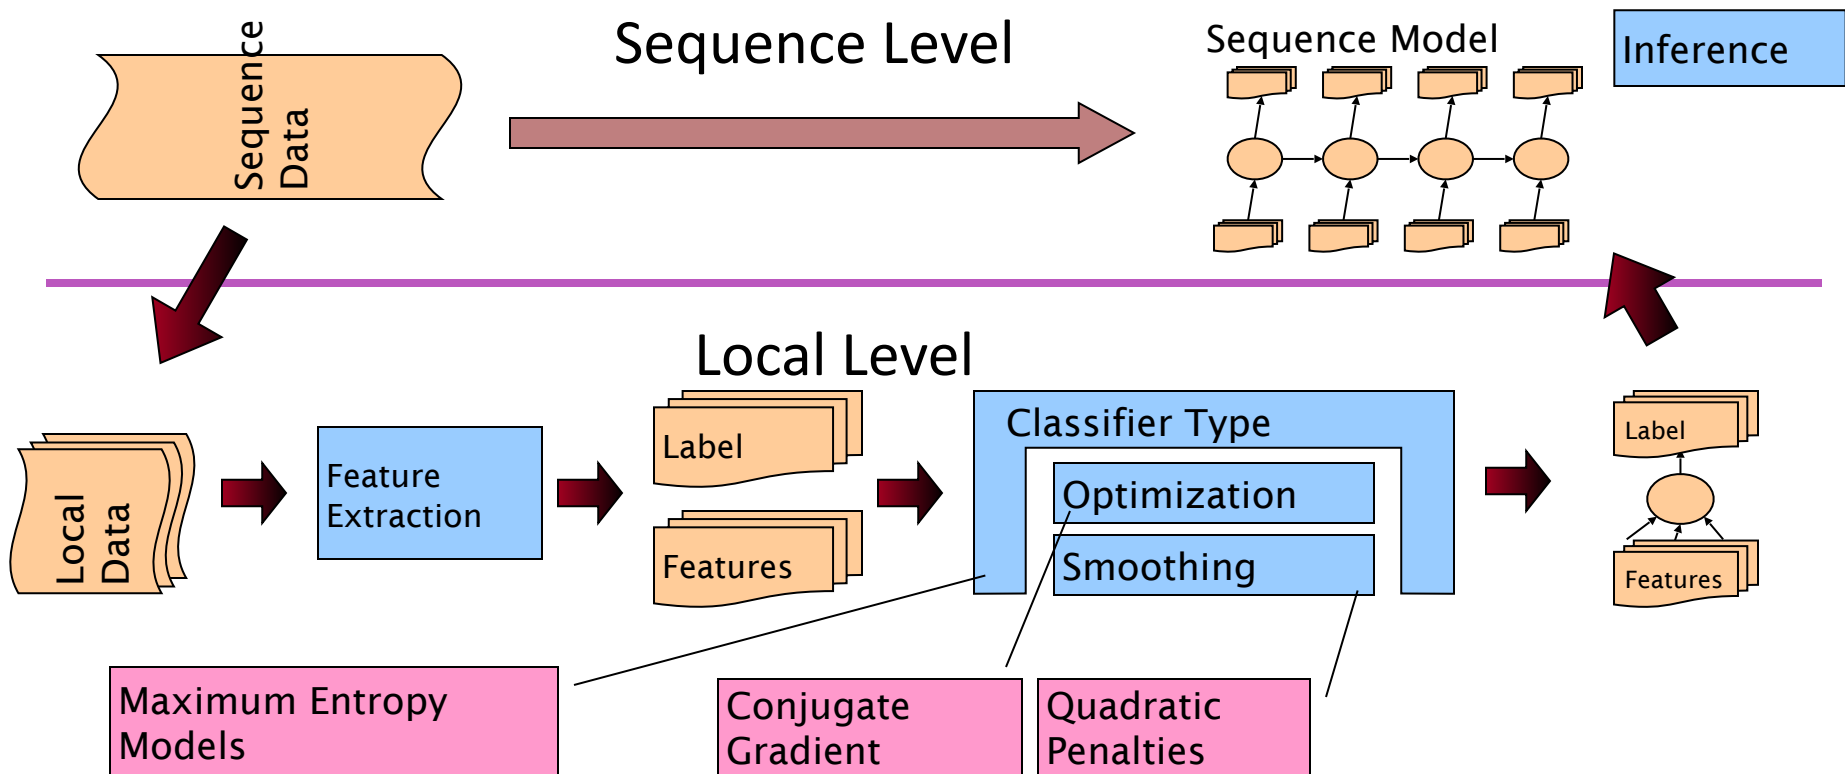 Sequence
Data
Sequence Level
Sequence Model
Inference
Local Level
Local
Data
Feature
Extraction
Label
Features
Classifier Type
Optimization
Smoothing
Label
Features
Maximum Entropy
Models
Conjugate
Gradient
Quadratic
Penalties